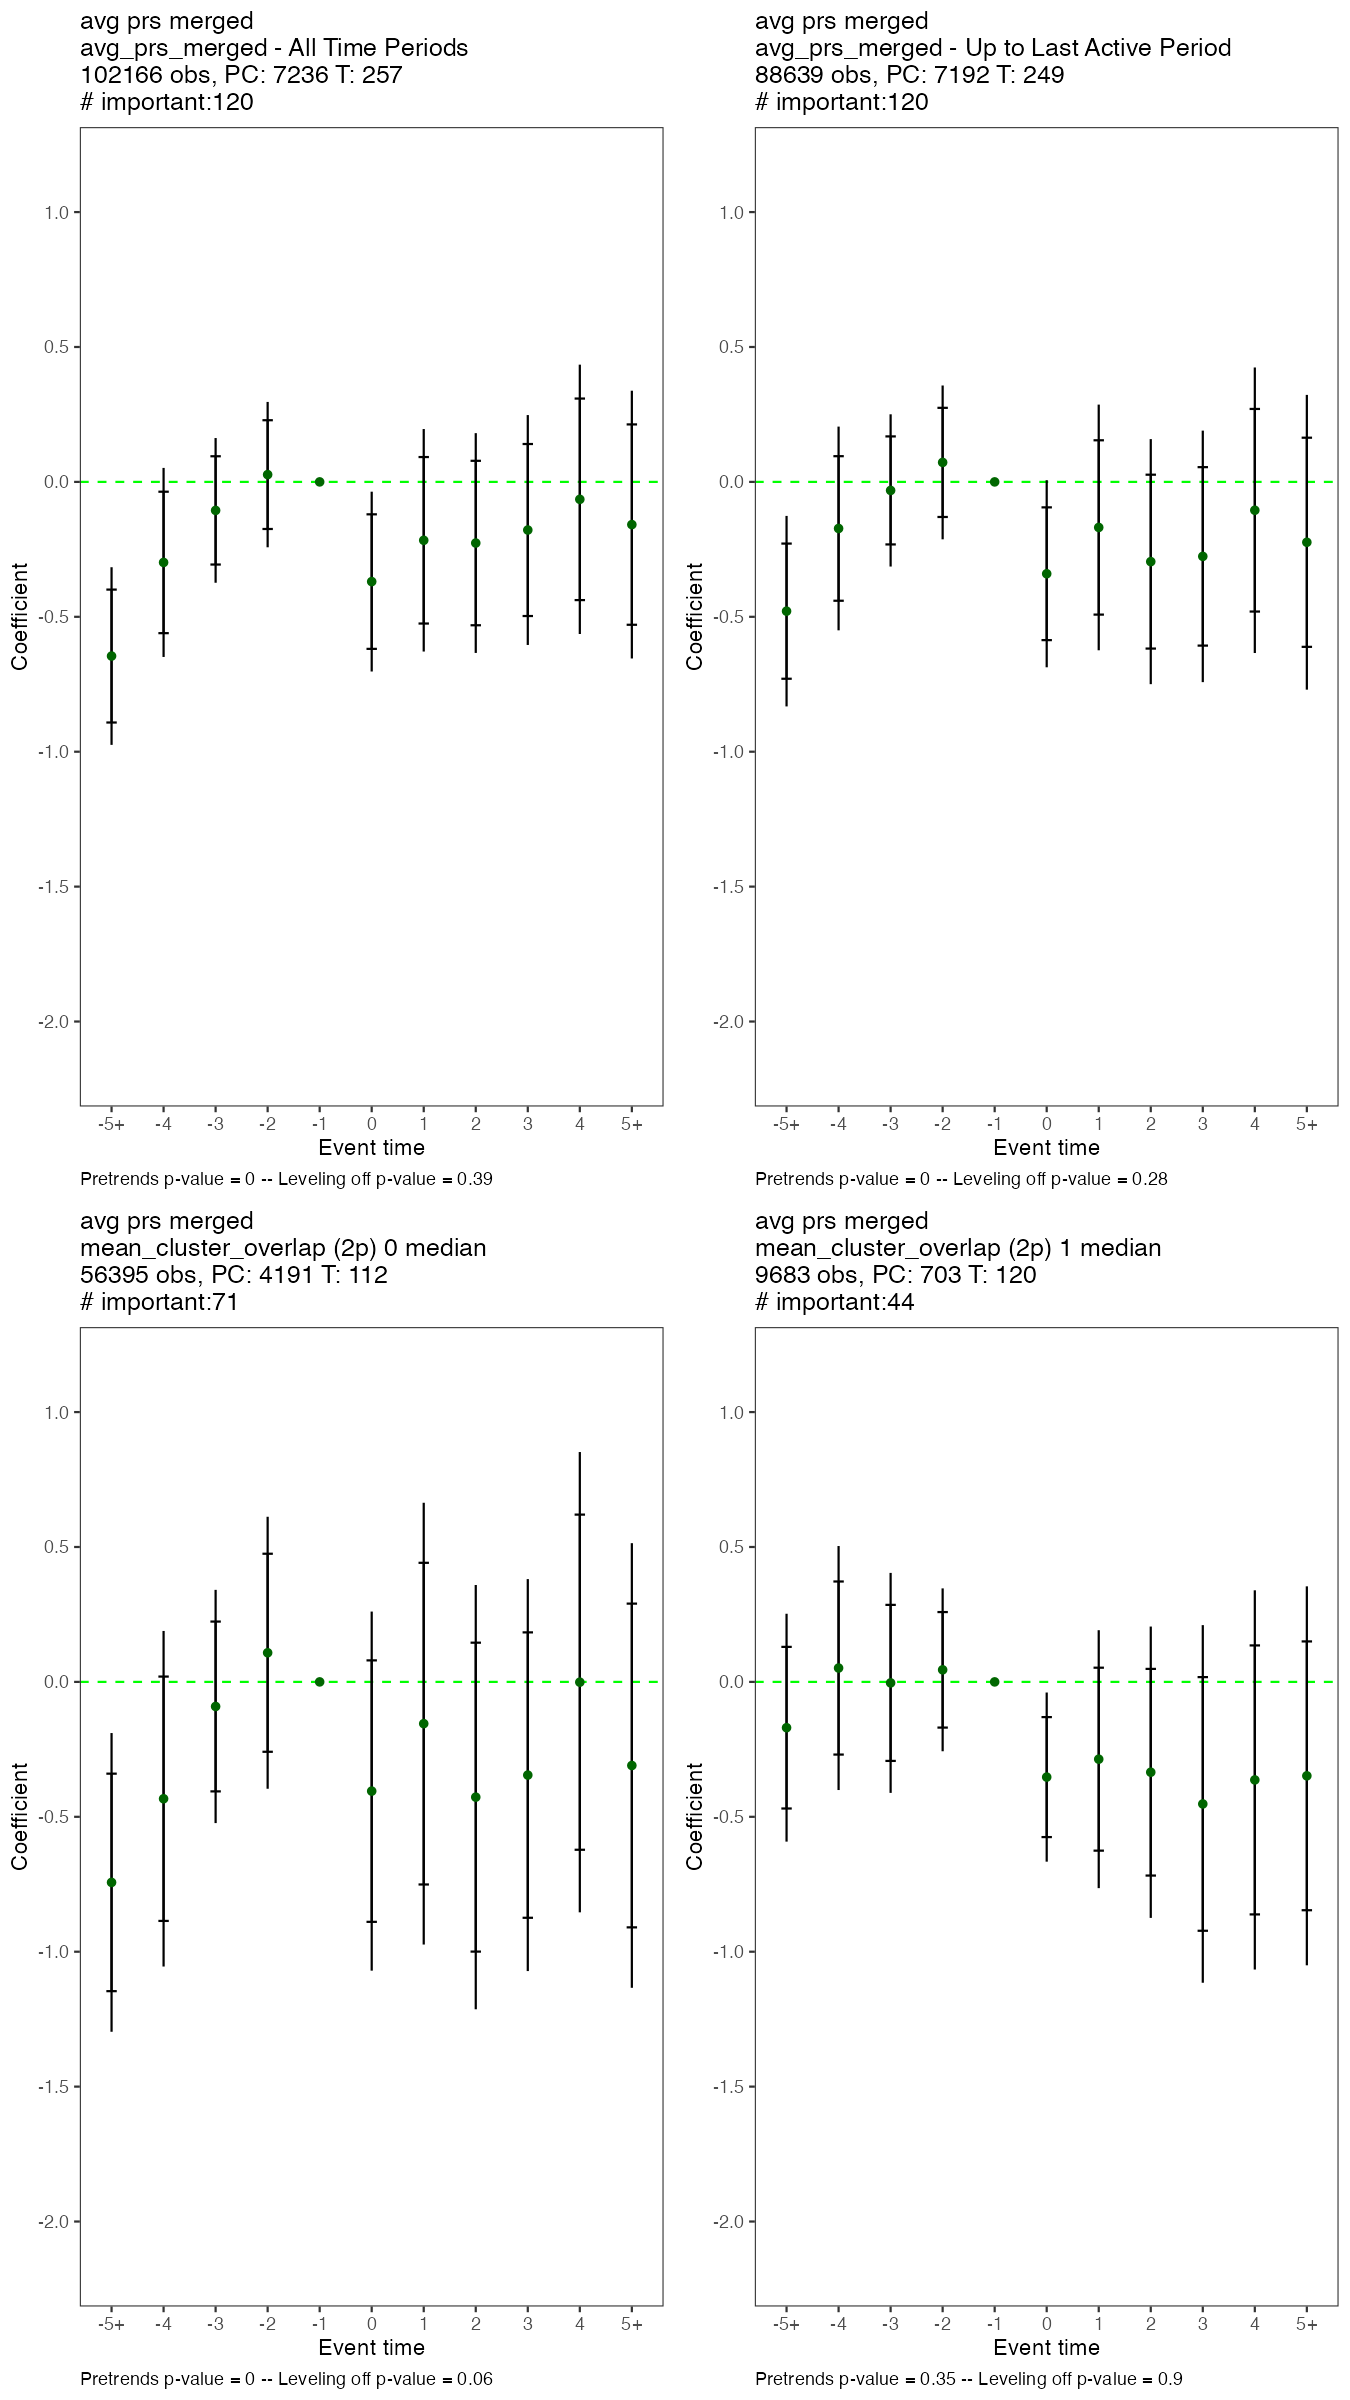 avg prs merged
avg_prs_merged - All Time Periods
102166 obs, PC: 7236 T: 257
# important:120
1.0
0.5
0.0
-0.5
-1.0
-1.5
-2.0
Coefficient
-5+ -4 -3 -2 -1 0 1 2 3 4 5+
Event time
Pretrends p-value = 0 -- Leveling off p-value = 0.39
avg prs merged
avg_prs_merged - Up to Last Active Period
88639 obs, PC: 7192 T: 249
# important:120
1.0
0.5
0.0
-0.5
-1.0
-1.5
-2.0
Coefficient
-5+ -4 -3 -2 -1 0 1 2 3 4 5+
Event time
Pretrends p-value = 0 -- Leveling off p-value = 0.28
avg prs merged
mean_cluster_overlap (2p) 0 median
56395 obs, PC: 4191 T: 112
# important:71
1.0
0.5
0.0
-0.5
-1.0
-1.5
-2.0
Coefficient
-5+ -4 -3 -2 -1 0 1 2 3 4 5+
Event time
Pretrends p-value = 0 -- Leveling off p-value = 0.06
avg prs merged
mean_cluster_overlap (2p) 1 median
9683 obs, PC: 703 T: 120
# important:44
1.0
0.5
0.0
-0.5
-1.0
-1.5
-2.0
Coefficient
-5+ -4 -3 -2 -1 0 1 2 3 4 5+
Event time
Pretrends p-value = 0.35 -- Leveling off p-value = 0.9